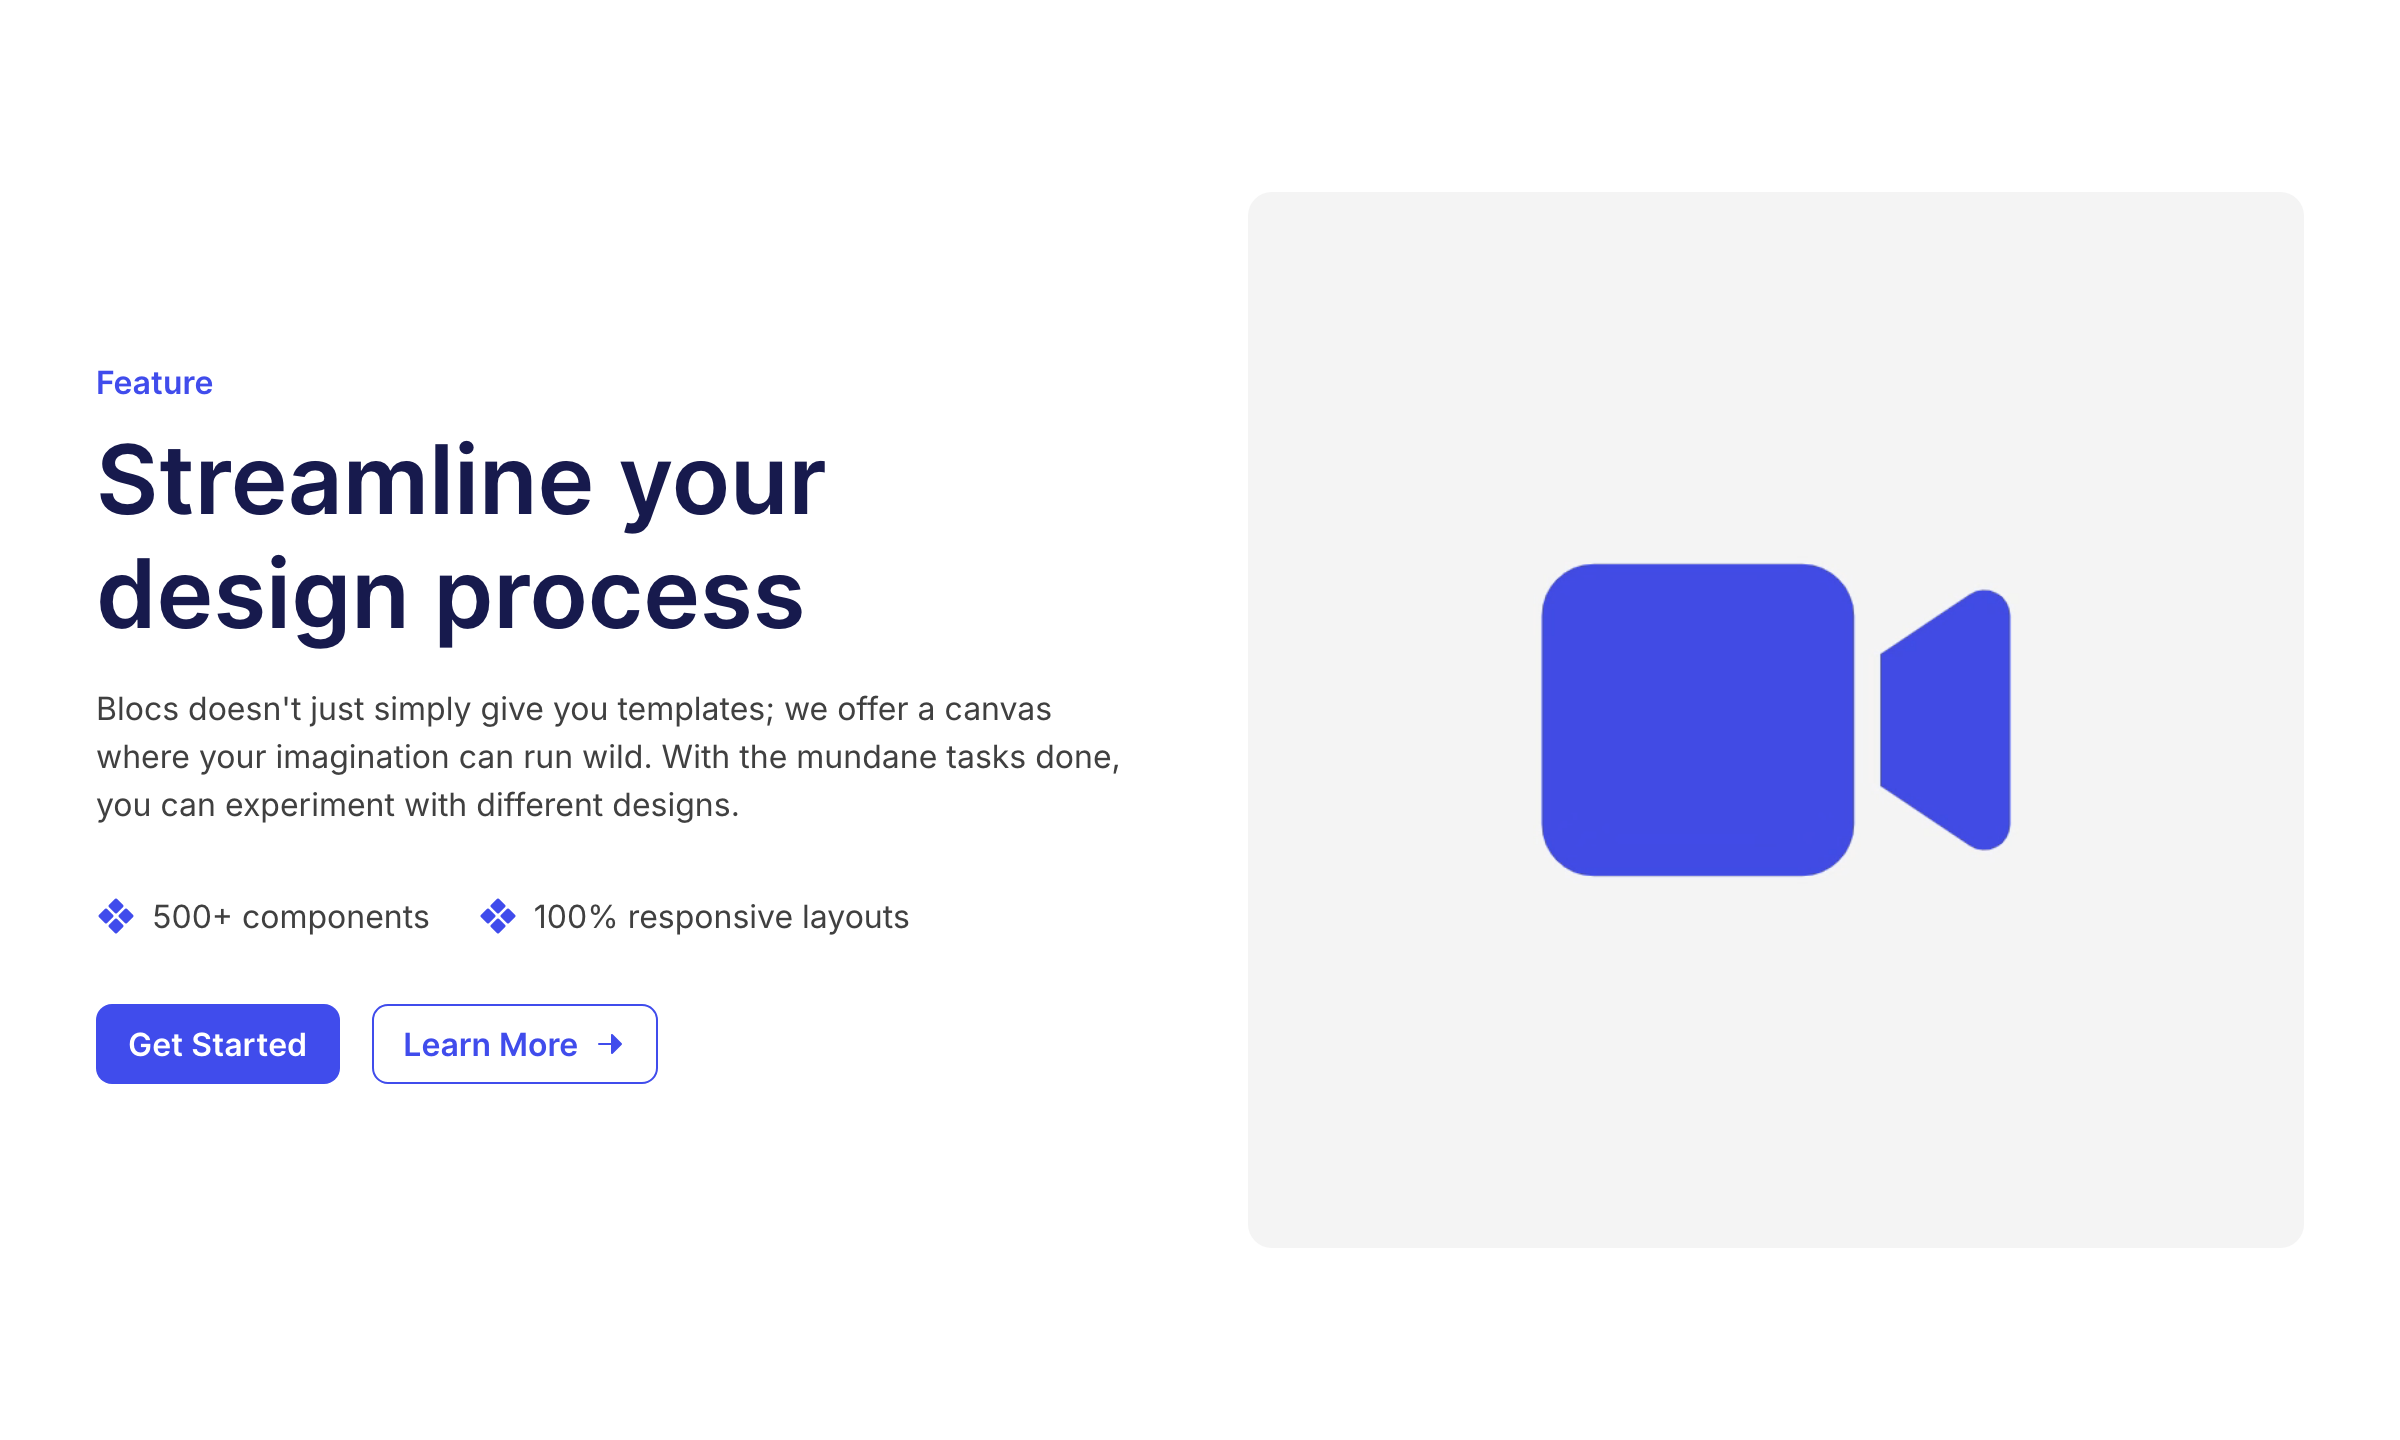 Feature
Streamline your
design process
Blocs doesn't just simply give you templates; we offer a canvas
where your imagination can run wild. With the mundane tasks done,
you can experiment with different designs.
500+ components
100% responsive layouts
Get Started
Learn More